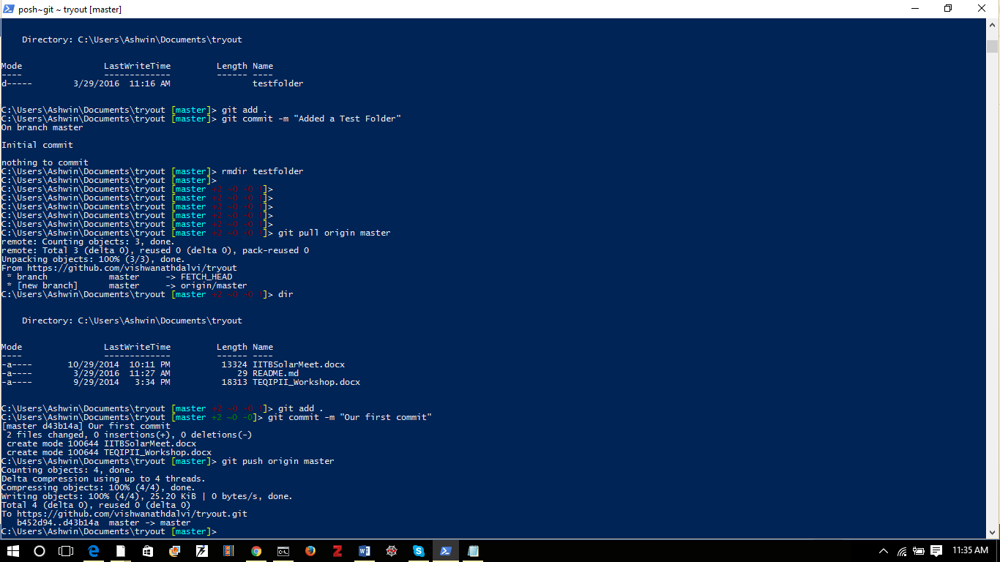 posh~git ~ tryout [master]
Directory: C:\Users\Ashwin\Documents\tryout
Mode LastWriteTime Length Name
---- ------------- ------ ----
d----- 3/29/2016 11:16 AM testfolder
C:\Users\Ashwin\Documents\tryout [master]> git add .
C:\Users\Ashwin\Documents\tryout [master]> git commit -m "Added a Test Folder"
On branch master
Initial commit
nothing to commit
C:\Users\Ashwin\Documents\tryout [master]> rmdir testfolder
C:\Users\Ashwin\Documents\tryout [master]>
C:\Users\Ashwin\Documents\tryout [master +2 ~0 -0 !]>
C:\Users\Ashwin\Documents\tryout [master +2 ~0 -0 !]>
C:\Users\Ashwin\Documents\tryout [master +2 ~0 -0 !]>
C:\Users\Ashwin\Documents\tryout [master +2 ~0 -0 !]>
C:\Users\Ashwin\Documents\tryout [master +2 ~0 -0 !]>
C:\Users\Ashwin\Documents\tryout [master +2 ~0 -0 !]> git pull origin master
remote: Counting objects: 3, done.
remote: Total 3 (delta 0), reused 0 (delta 0), pack-reused 0
Unpacking objects: 100% (3/3), done.
From https://github.com/vishwanathdalvi/tryout
* branch master -> FETCH_HEAD
* [new branch] master -> origin/master
C:\Users\Ashwin\Documents\tryout [master +2 ~0 -0 !]> dir
Directory: C:\Users\Ashwin\Documents\tryout
Mode LastWriteTime Length Name
---- ------------- ------ ----
-a---- 10/29/2014 10:11 PM 13324 IITBSolarMeet.docx
-a---- 3/29/2016 11:27 AM 29 README.md
-a---- 9/29/2014 3:34 PM 18313 TEQIPII_Workshop.docx
C:\Users\Ashwin\Documents\tryout [master +2 ~0 -0 !]> git add .
C:\Users\Ashwin\Documents\tryout [master +2 ~0 -0]> git commit -m "Our first commit"
[master d43b14a] Our first commit
2 files changed, 0 insertions(+), 0 deletions(-)
create mode 100644 IITBSolarMeet.docx
create mode 100644 TEQIPII_Workshop.docx
C:\Users\Ashwin\Documents\tryout [master]> git push origin master
Counting objects: 4, done.
Delta compression using up to 4 threads.
Compressing objects: 100% (4/4), done.
Writing objects: 100% (4/4), 25.20 KiB | 0 bytes/s, done.
Total 4 (delta 0), reused 0 (delta 0)
To https://github.com/vishwanathdalvi/tryout.git
b452d94..d43b14a master -> master
C:\Users\Ashwin\Documents\tryout [master]>
11:35 AM